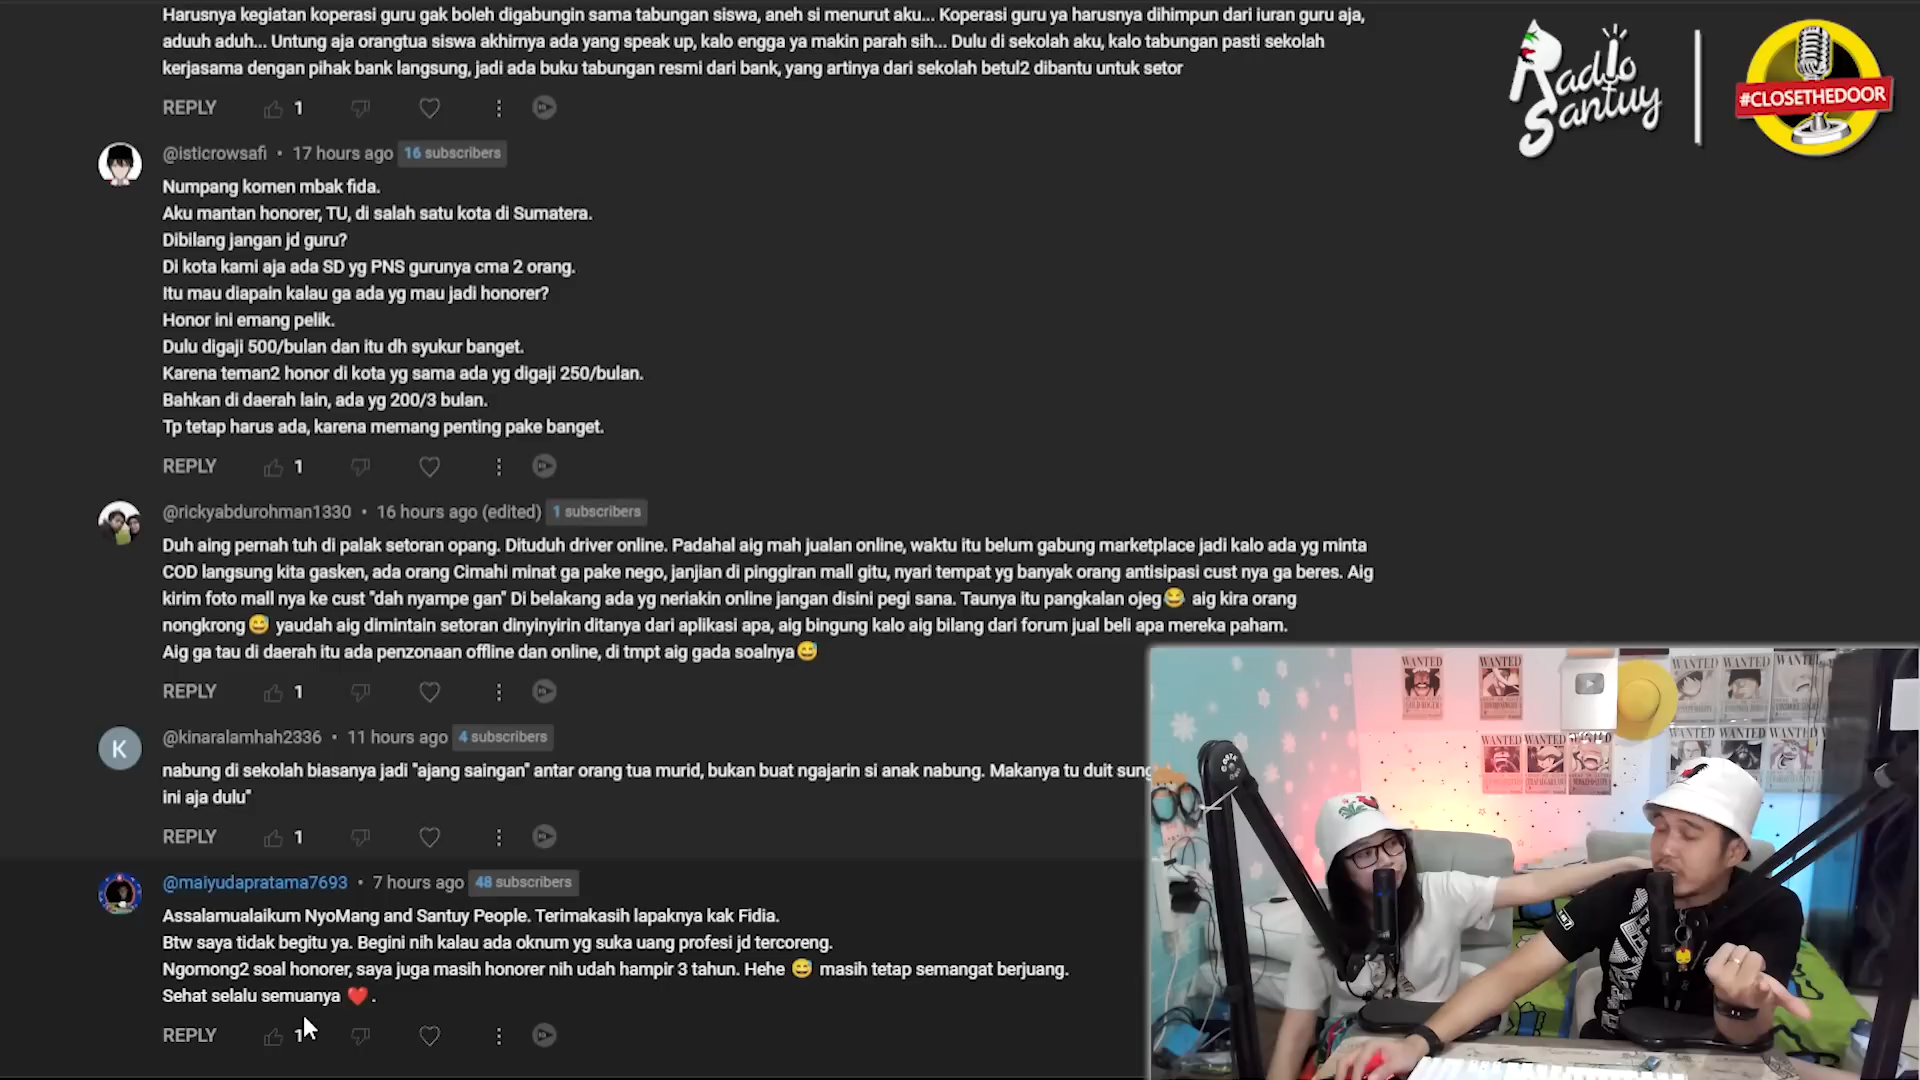 Harusnya kegiatan koperasi guru gak boleh digabungin sama tabungan siswa, aneh si menurut aku... Koperasi guru ya harusnya dihimpun dari iuran guru aja,
aduuh aduh... Untung aja orangtua siswa akhirnya ada yang speak up, kalo engga ya makin parah sih... Dulu di sekolah aku, kalo tabungan pasti sekolah
kerjasama dengan pihak bank langsung, jadi ada buku tabungan resmi dari bank, yang artinya dari sekolah betul2 dibantu untuk setor
REPLY 1
Radio
Santuy
#CLOSETHEDOOR
@isticrowsafi • 17 hours ago 16 subscribers
Numpang komen mbak fida.
Aku mantan honorer, TU, di salah satu kota di Sumatera.
Dibilang jangan jd guru?
Di kota kami aja ada SD yg PNS gurunya cma 2 orang.
Itu mau diapain kalau ga ada yg mau jadi honorer?
Honor ini emang pelik.
Dulu digaji 500/bulan dan itu dh syukur banget.
Karena teman2 honor di kota yg sama ada yg digaji 250/bulan.
Bahkan di daerah lain, ada yg 200/3 bulan.
Tp tetap harus ada, karena memang penting pake banget.
REPLY 1
@rickyabdurohman1330 • 16 hours ago (edited) 1 subscribers
Duh aing pernah tuh di palak setoran opang. Dituduh driver online. Padahal aig mah jualan online, waktu itu belum gabung marketplace jadi kalo ada yg minta
COD langsung kita gasken, ada orang Cimahi minat ga pake nego, janjian di pinggiran mall gitu, nyari tempat yg banyak orang antisipasi cust nya ga beres. Aig
kirim foto mall nya ke cust "dah nyampe gan" Di belakang ada yg neriakin online jangan disini pegi sana. Taunya itu pangkalan ojeg😂 aig kira orang
nongkrong😅 yaudah aig dimintain setoran dinyinyirin ditanya dari aplikasi apa, aig bingung kalo aig bilang dari forum jual beli apa mereka paham.
Aig ga tau di daerah itu ada penzonaan offline dan online, di tmpt aig gada soalnya😅
REPLY 1
K
@kinaralamhah2336 • 11 hours ago 4 subscribers
nabung di sekolah biasanya jadi "ajang saingan" antar orang tua murid, bukan buat ngajarin si anak nabung. Makanya tu duit sung
ini aja dulu"
REPLY 1
@maiyudapratama7693 • 7 hours ago 48 subscribers
Assalamualaikum NyoMang and Santuy People. Terimakasih lapaknya kak Fidia.
Btw saya tidak begitu ya. Begini nih kalau ada oknum yg suka uang profesi jd tercoreng.
Ngomong2 soal honorer, saya juga masih honorer nih udah hampir 3 tahun. Hehe 😅 masih tetap semangat berjuang.
Sehat selalu semuanya ❤️ .
REPLY 1
WANTED WANTED WANTED WANTED
WANTED WANTED WANTED